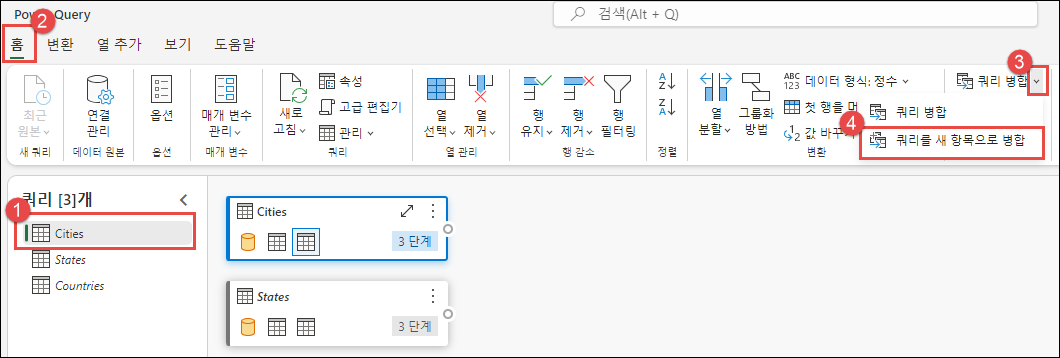 2
Power Query
검색(Alt + Q)
홈 변환 열 추가 보기 도움말
3
최근 원본
새 쿼리
연결 관리
데이터 원본
옵션
옵션
매개 변수 관리
매개 변수
새로 고침
속성
고급 편집기
관리
쿼리
열 선택
열 제거
열 관리
행 유지
행 제거
행 필터링
행 감소
A
Z
Z
A
정렬
열 분할
그룹화 방법
ABC
123
데이터 형식: 정수
첫 행을 머
1
2
값 바꾸기
변환
쿼리 병합
쿼리 병합
4
쿼리를 새 항목으로 병합
쿼리 [3]개
1
Cities
States
Countries
Cities
3 단계
States
3 단계